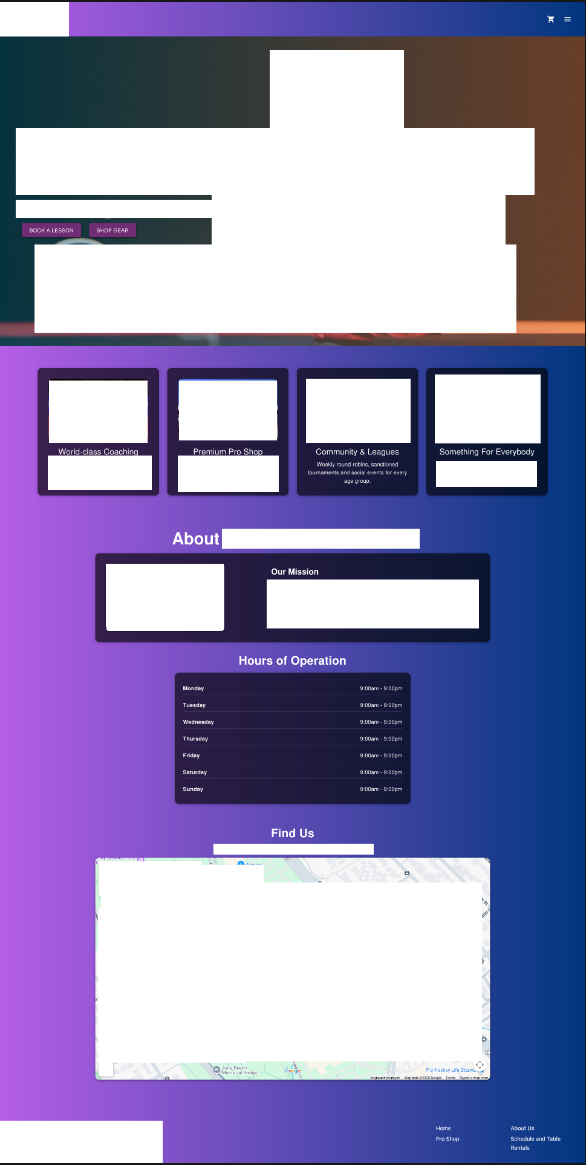 BOOK A LESSON
SHOP GEAR
World-class Coaching
Premium Pro Shop
Community & Leagues
Weekly round-robins, sanctioned
tournaments and social events for every
age group.
Something For Everybody
About
Our Mission
Hours of Operation
Monday 9:00am - 9:00pm
Tuesday 9:00am - 9:00pm
Wednesday 9:00am - 9:00pm
Thursday 9:00am - 9:00pm
Friday 9:00am - 9:00pm
Saturday 9:00am - 9:00pm
Sunday 9:00am - 9:00pm
Find Us
Google
Pro Hockey Life
Keyboard shortcuts Map data ©2025 Google Terms Report a map error
Home
About Us
Pro Shop
Schedule and Table
Rentals